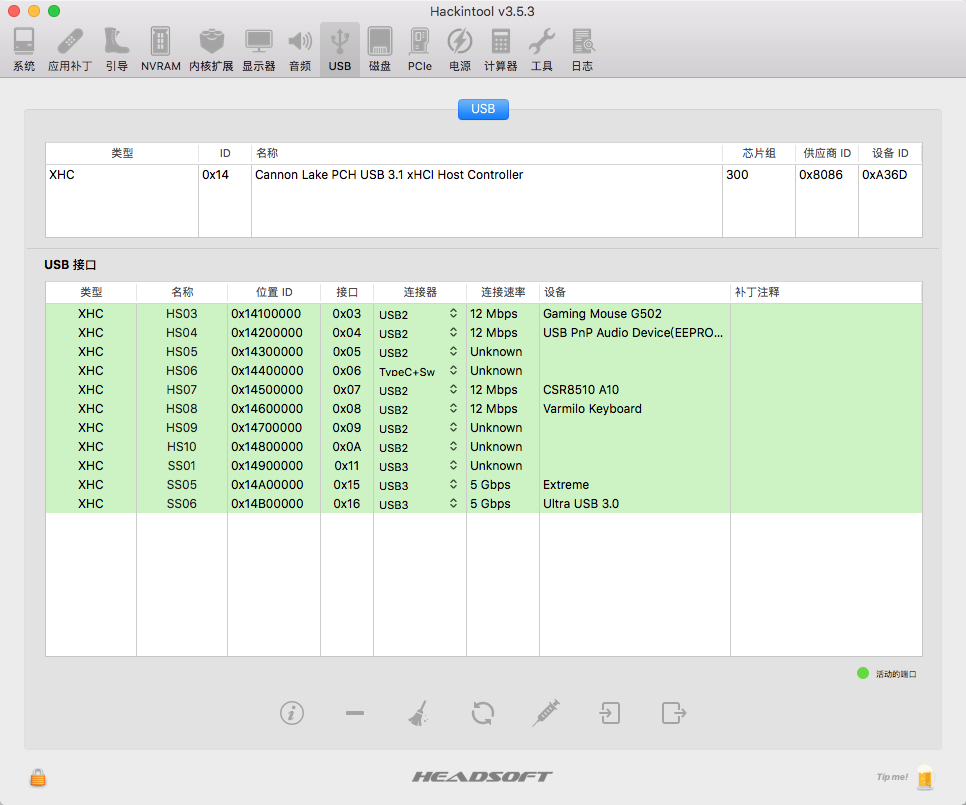 Hackintool v3.5.3
系统 应用补丁 引导 NVRAM 内核扩展 显示器 音频 USB 磁盘 PCIe 电源 计算器 工具 日志
USB
类型 ID 名称 芯片组 供应商 ID 设备 ID
XHC 0x14 Cannon Lake PCH USB 3.1 xHCI Host Controller 300 0x8086 0xA36D
USB 接口
类型 名称 位置 ID 接口 连接器 连接速率 设备 补丁注释
XHC HS03 0x14100000 0x03 USB2 12 Mbps Gaming Mouse G502
XHC HS04 0x14200000 0x04 USB2 12 Mbps USB PnP Audio Device(EEPRO...
XHC HS05 0x14300000 0x05 USB2 Unknown
XHC HS06 0x14400000 0x06 TypeC+Sw Unknown
XHC HS07 0x14500000 0x07 USB2 12 Mbps CSR8510 A10
XHC HS08 0x14600000 0x08 USB2 12 Mbps Varmilo Keyboard
XHC HS09 0x14700000 0x09 USB2 Unknown
XHC HS10 0x14800000 0x0A USB2 Unknown
XHC SS01 0x14900000 0x11 USB3 Unknown
XHC SS05 0x14A00000 0x15 USB3 5 Gbps Extreme
XHC SS06 0x14B00000 0x16 USB3 5 Gbps Ultra USB 3.0
活动的端口
HEADSOFT
Tip me!